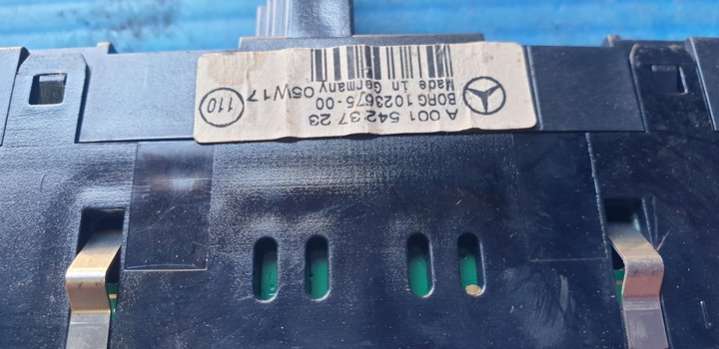 A 001 542 37 23
BORG 1023675-00
Made in Germany 05W17
110